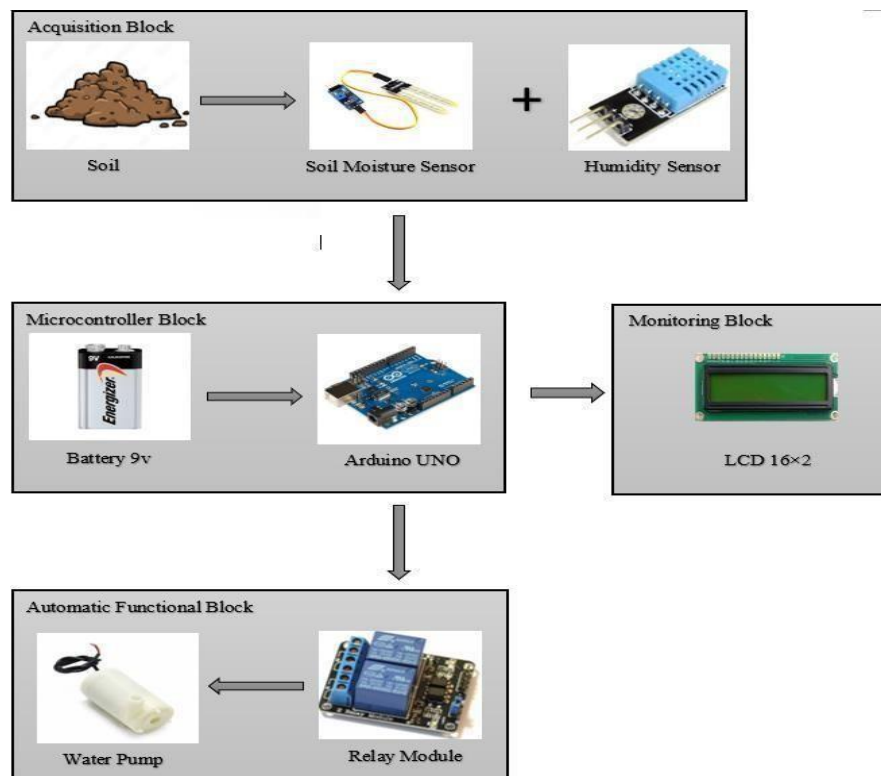 Acquisition Block
Soil
Soil Moisture Sensor
+
Humidity Sensor
Microcontroller Block
9V
Energizer
Battery 9v
Arduino UNO
Monitoring Block
LCD 16×2
Automatic Functional Block
Water Pump
Relay Module